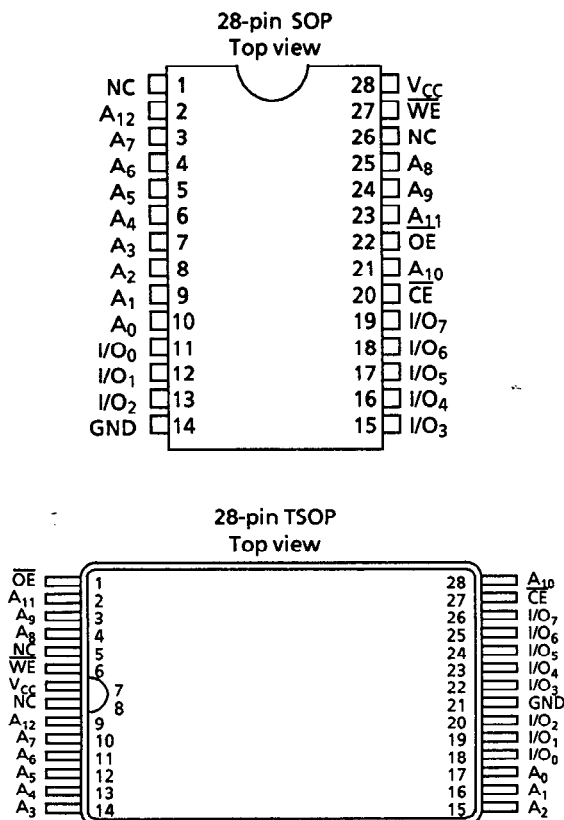 28-pin SOP
Top view
NC 1 28 VCC
A12 2 27 WE
A7 3 26 NC
A6 4 25 A8
A5 5 24 A9
A4 6 23 A11
A3 7 22 OE
A2 8 21 A10
A1 9 20 CE
A0 10 19 I/O7
I/O0 11 18 I/O6
I/O1 12 17 I/O5
I/O2 13 16 I/O4
GND 14 15 I/O3
28-pin TSOP
Top view
OE 1 28 A10
A11 2 27 CE
A9 3 26 I/O7
A8 4 25 I/O6
NC 5 24 I/O5
WE 6 23 I/O4
VCC 7 22 I/O3
NC 8 21 GND
A12 9 20 I/O2
A7 10 19 I/O1
A6 11 18 I/O0
A5 12 17 A0
A4 13 16 A1
A3 14 15 A2